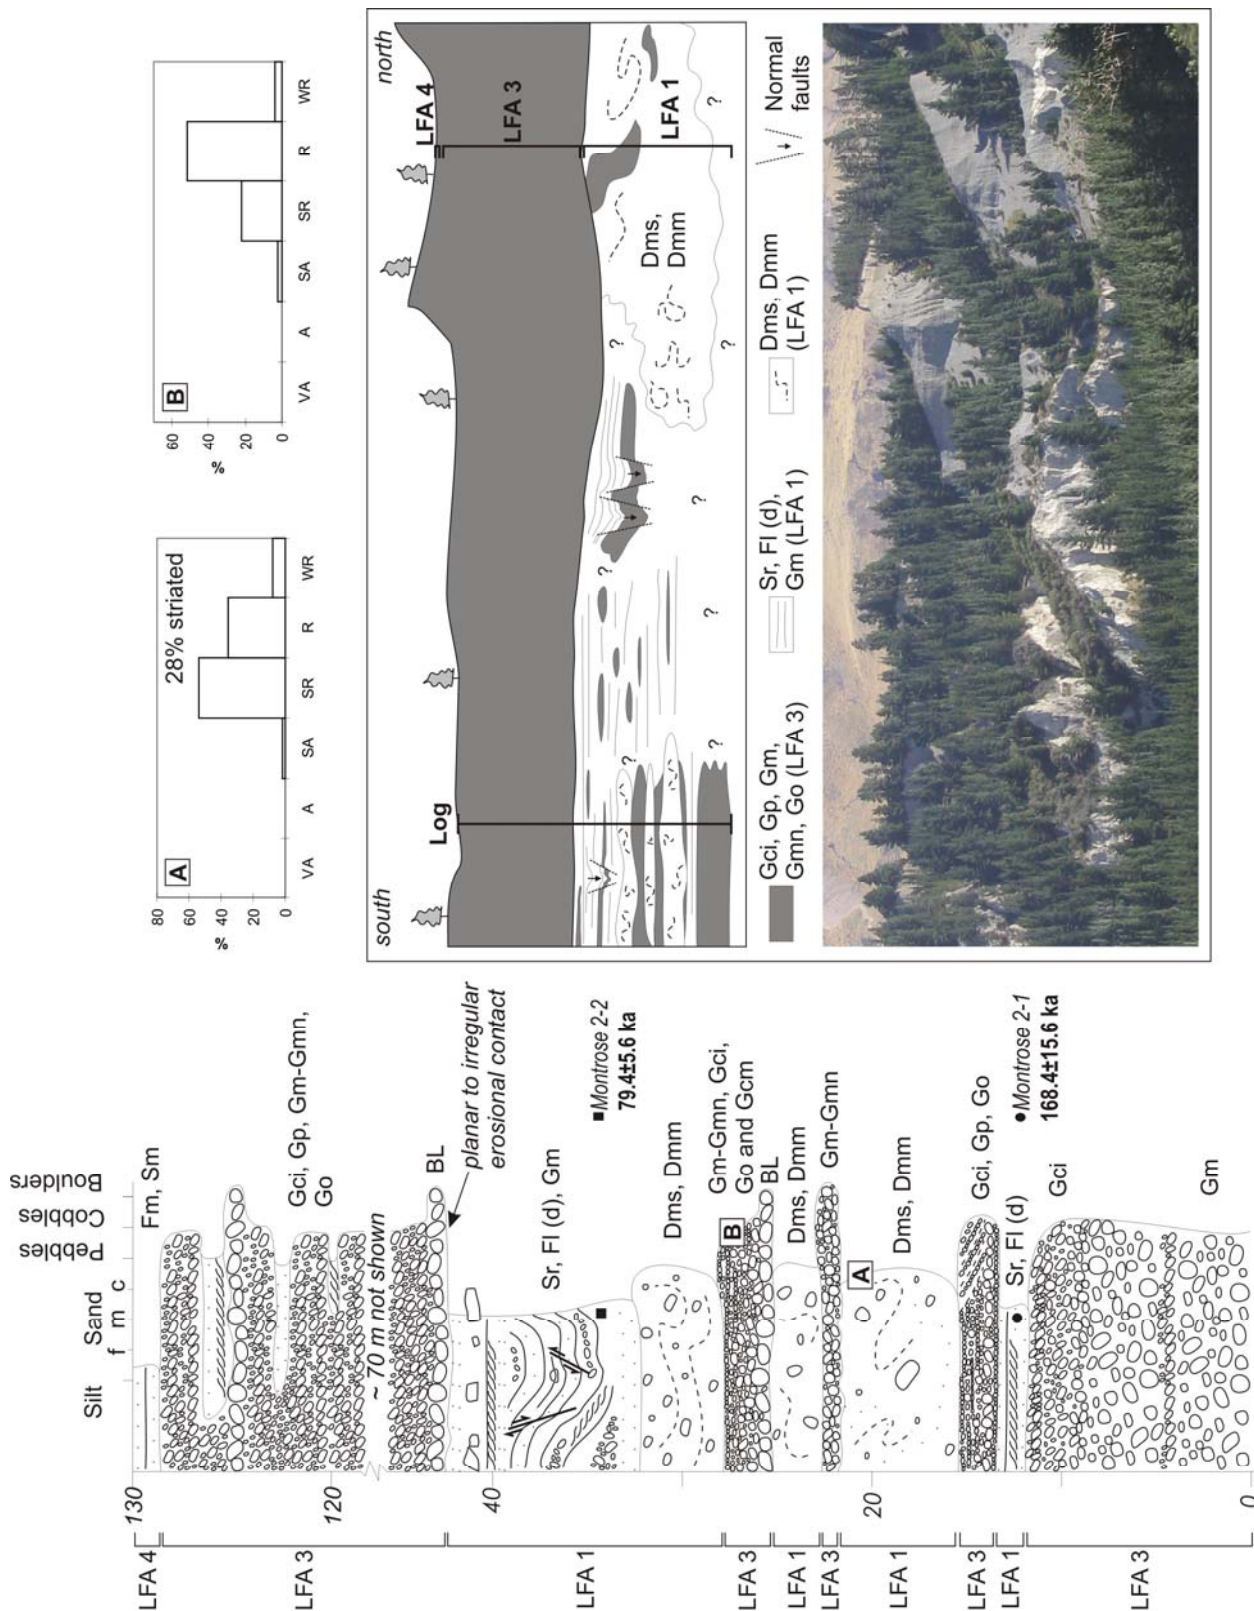 Silt
Sand
f
m
c
Pebbles
Cobbles
Boulders
130
120
40
20
0
LFA 4
LFA 3
LFA 1
LFA 3
LFA 1
LFA 3
LFA 1
LFA 3
LFA 1
LFA 3
Fm, Sm
Gci, Gp, Gm-Gmn,
Go
~ 70 m not shown
BL
planar to irregular
erosional contact
Sr, Fl (d), Gm
■Montrose 2-2
79.4±5.6 ka
Dms, Dmm
Gm-Gmn, Gci,
Go and Gcm
B
BL
Dms, Dmm
Gm-Gmn
A
Dms, Dmm
Gci, Gp, Go
Sr, Fl (d)
●Montrose 2-1
168.4±15.6 ka
Gci
Gm
A
28% striated
%
80
60
40
20
0
VA
A
SA
SR
R
WR
B
%
60
40
20
0
VA
A
SA
SR
R
WR
south
north
Log
LFA 4
LFA 3
LFA 1
Dms,
Dmm
?
?
?
?
?
?
?
?
?
Gci, Gp, Gm,
Gmn, Go (LFA 3)
Sr, Fl (d),
Gm (LFA 1)
Dms, Dmm
(LFA 1)
Normal
faults